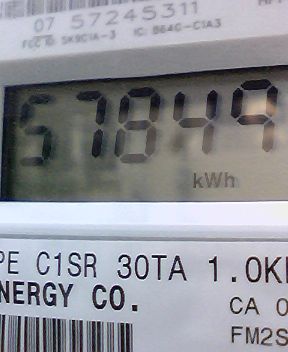 07 57245311
FCC ID: SK9C1A-3 IC: 864G-C1A3
57849
kWh
PE C1SR 30TA 1.0K
NERGY CO.
CA 0
FM2S